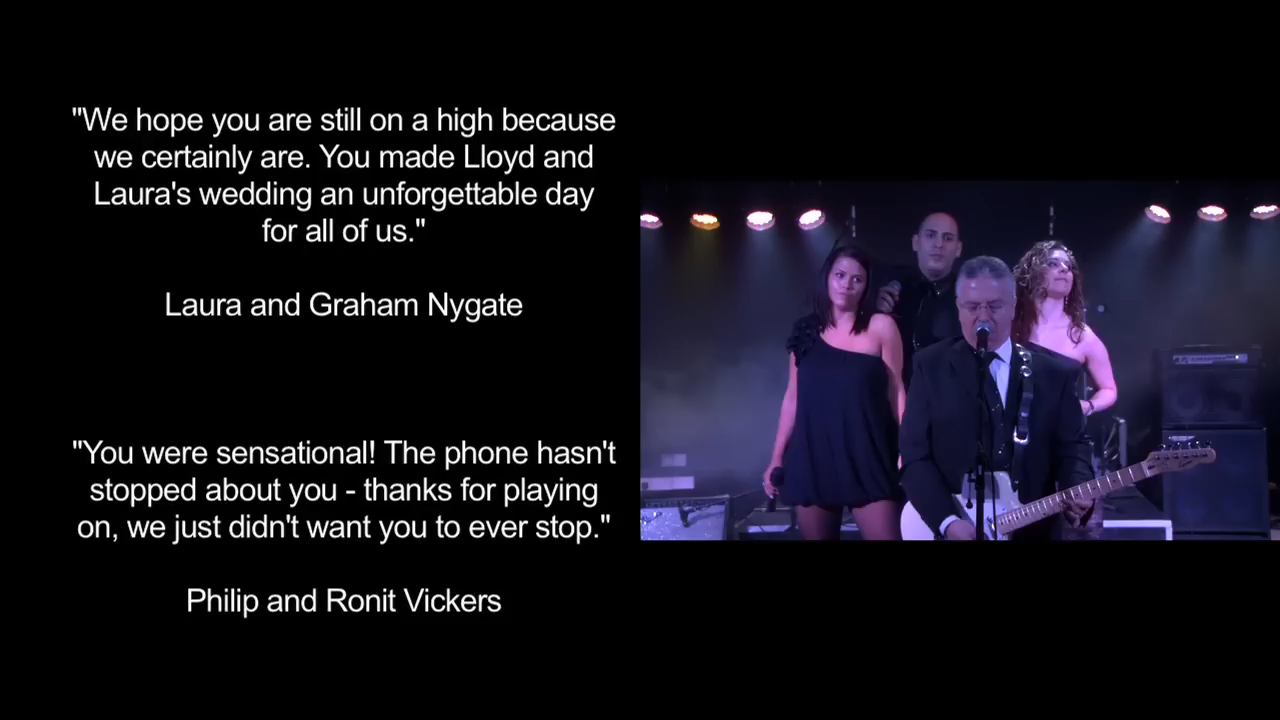 "We hope you are still on a high because
we certainly are. You made Lloyd and
Laura's wedding an unforgettable day
for all of us."
Laura and Graham Nygate
"You were sensational! The phone hasn't
stopped about you - thanks for playing
on, we just didn't want you to ever stop."
Philip and Ronit Vickers